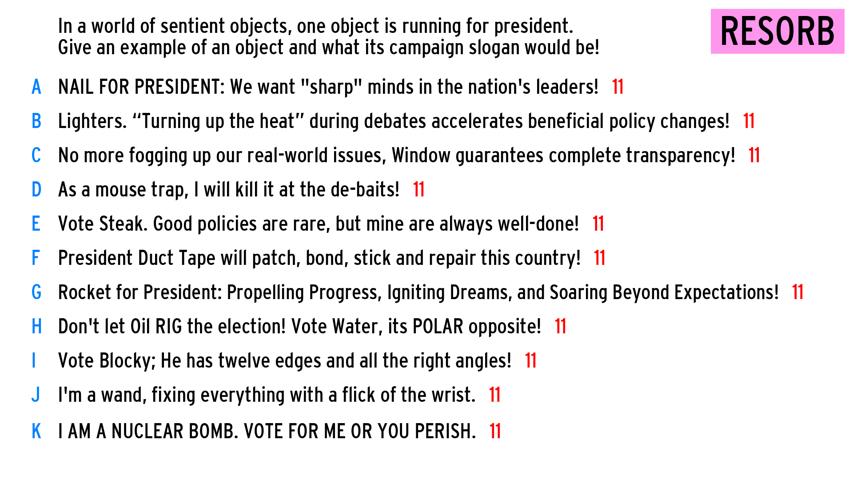 In a world of sentient objects, one object is running for president.
Give an example of an object and what its campaign slogan would be!
RESORB
A NAIL FOR PRESIDENT: We want "sharp" minds in the nation's leaders! 11
B Lighters. “Turning up the heat” during debates accelerates beneficial policy changes! 11
C No more fogging up our real-world issues, Window guarantees complete transparency! 11
D As a mouse trap, I will kill it at the de-baits! 11
E Vote Steak. Good policies are rare, but mine are always well-done! 11
F President Duct Tape will patch, bond, stick and repair this country! 11
G Rocket for President: Propelling Progress, Igniting Dreams, and Soaring Beyond Expectations! 11
H Don't let Oil RIG the election! Vote Water, its POLAR opposite! 11
I Vote Blocky; He has twelve edges and all the right angles! 11
J I'm a wand, fixing everything with a flick of the wrist. 11
K I AM A NUCLEAR BOMB. VOTE FOR ME OR YOU PERISH. 11